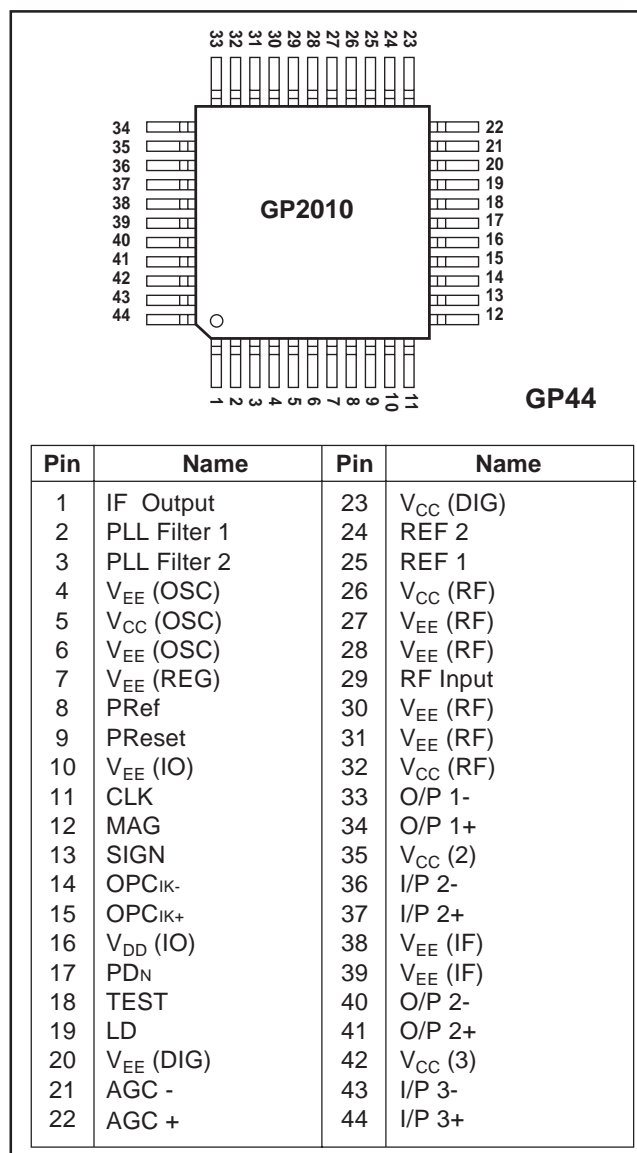 33 32 31 30 29 28 27 26 25 24 23
34 22
35 21
36 20
37 19
38 18
GP2010
39 17
40 16
41 15
42 14
43 13
44 12
1 2 3 4 5 6 7 8 9 10 11
GP44
Pin Name Pin Name
1 IF Output 23 VCC (DIG)
2 PLL Filter 1 24 REF 2
3 PLL Filter 2 25 REF 1
4 VEE (OSC) 26 VCC (RF)
5 VCC (OSC) 27 VEE (RF)
6 VEE (OSC) 28 VEE (RF)
7 VEE (REG) 29 RF Input
8 PRef 30 VEE (RF)
9 PReset 31 VEE (RF)
10 VEE (IO) 32 VCC (RF)
11 CLK 33 O/P 1-
12 MAG 34 O/P 1+
13 SIGN 35 VCC (2)
14 OPCIK- 36 I/P 2-
15 OPCIK+ 37 I/P 2+
16 VDD (IO) 38 VEE (IF)
17 PDN 39 VEE (IF)
18 TEST 40 O/P 2-
19 LD 41 O/P 2+
20 VEE (DIG) 42 VCC (3)
21 AGC - 43 I/P 3-
22 AGC + 44 I/P 3+